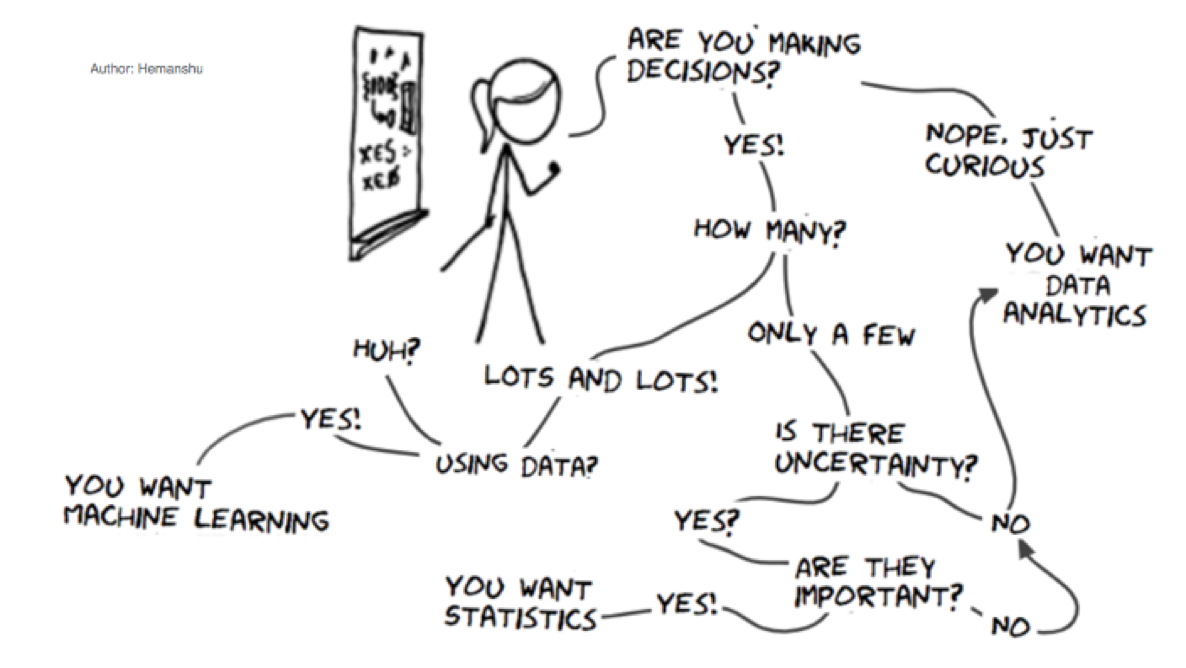 Author: Hemanshu
ARE YOU MAKING
DECISIONS?
YES!
NOPE, JUST
CURIOUS
HOW MANY?
YOU WANT
DATA
ANALYTICS
ONLY A FEW
HUH?
LOTS AND LOTS!
YES!
USING DATA?
IS THERE
UNCERTAINTY?
YOU WANT
MACHINE LEARNING
YES?
NO
ARE THEY
IMPORTANT?
YOU WANT
STATISTICS
YES!
NO